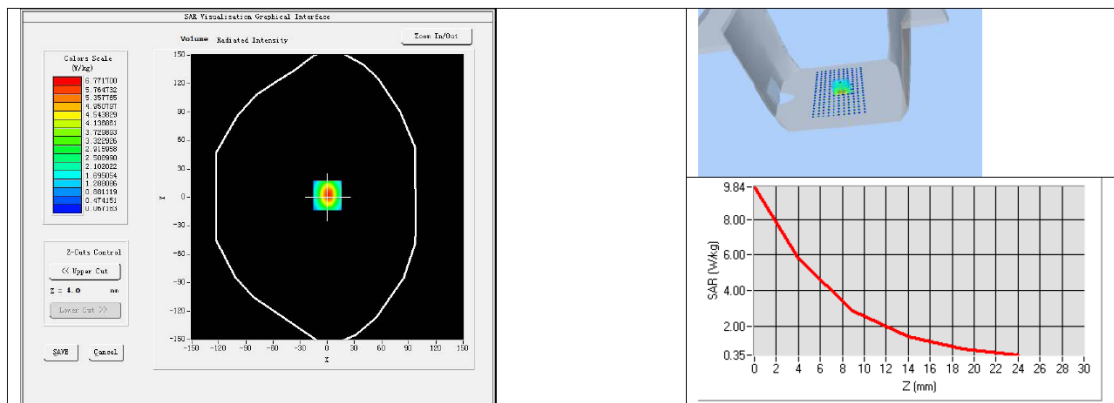 SAR Visualisation Graphical Interface
Volume Radiated Intensity
Zoom In/Out
Colors Scale
(W/kg)
6.771700
5.764732
5.357765
4.950797
4.543829
4.136861
3.729893
3.322926
2.915958
2.508990
2.102022
1.695054
1.288086
0.881119
0.474151
0.067183
Z-Cuts Control
<< Upper Cut
Z = 4.0 mm
Lower Cut >>
SAVE Cancel
150
120
90
60
30
0
-30
-60
-90
-120
-150
Y
-150 -120 -90 -60 -30 0 30 60 90 120 150
X
9.84
8.00
6.00
4.00
2.00
0.35
SAR (W/kg)
0 2 4 6 8 10 12 14 16 18 20 22 24 26 28 30
Z (mm)